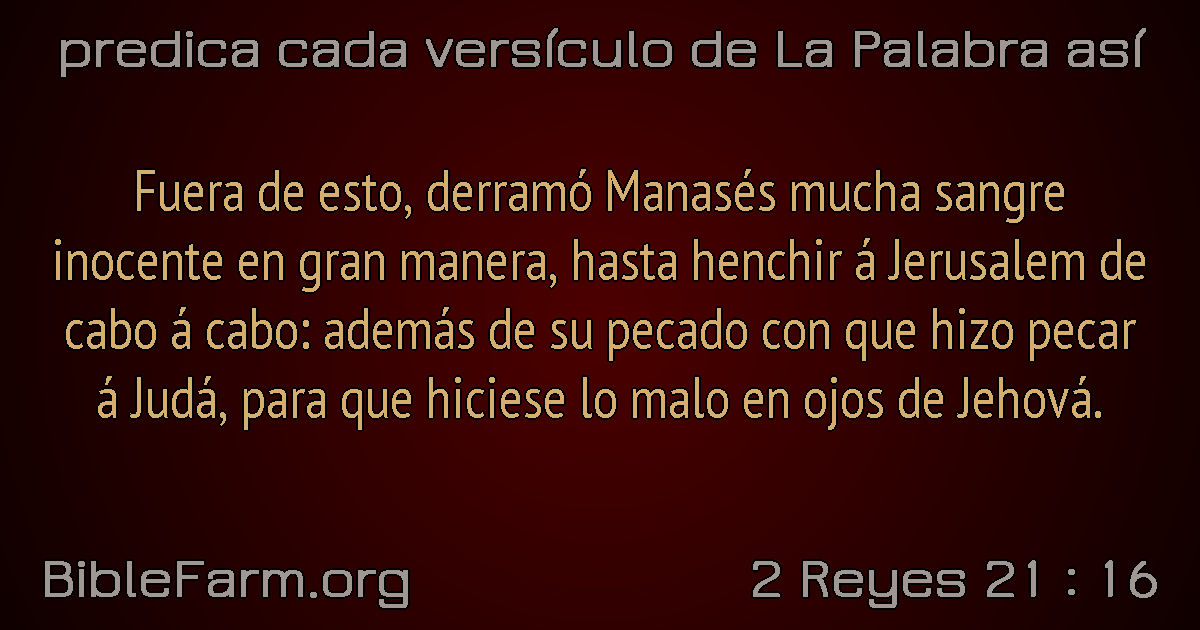 predica cada versículo de La Palabra así
Fuera de esto, derramó Manasés mucha sangre
inocente en gran manera, hasta henchir á Jerusalem de
cabo á cabo: además de su pecado con que hizo pecar
á Judá, para que hiciese lo malo en ojos de Jehová.
BibleFarm.org 2 Reyes 21 : 16